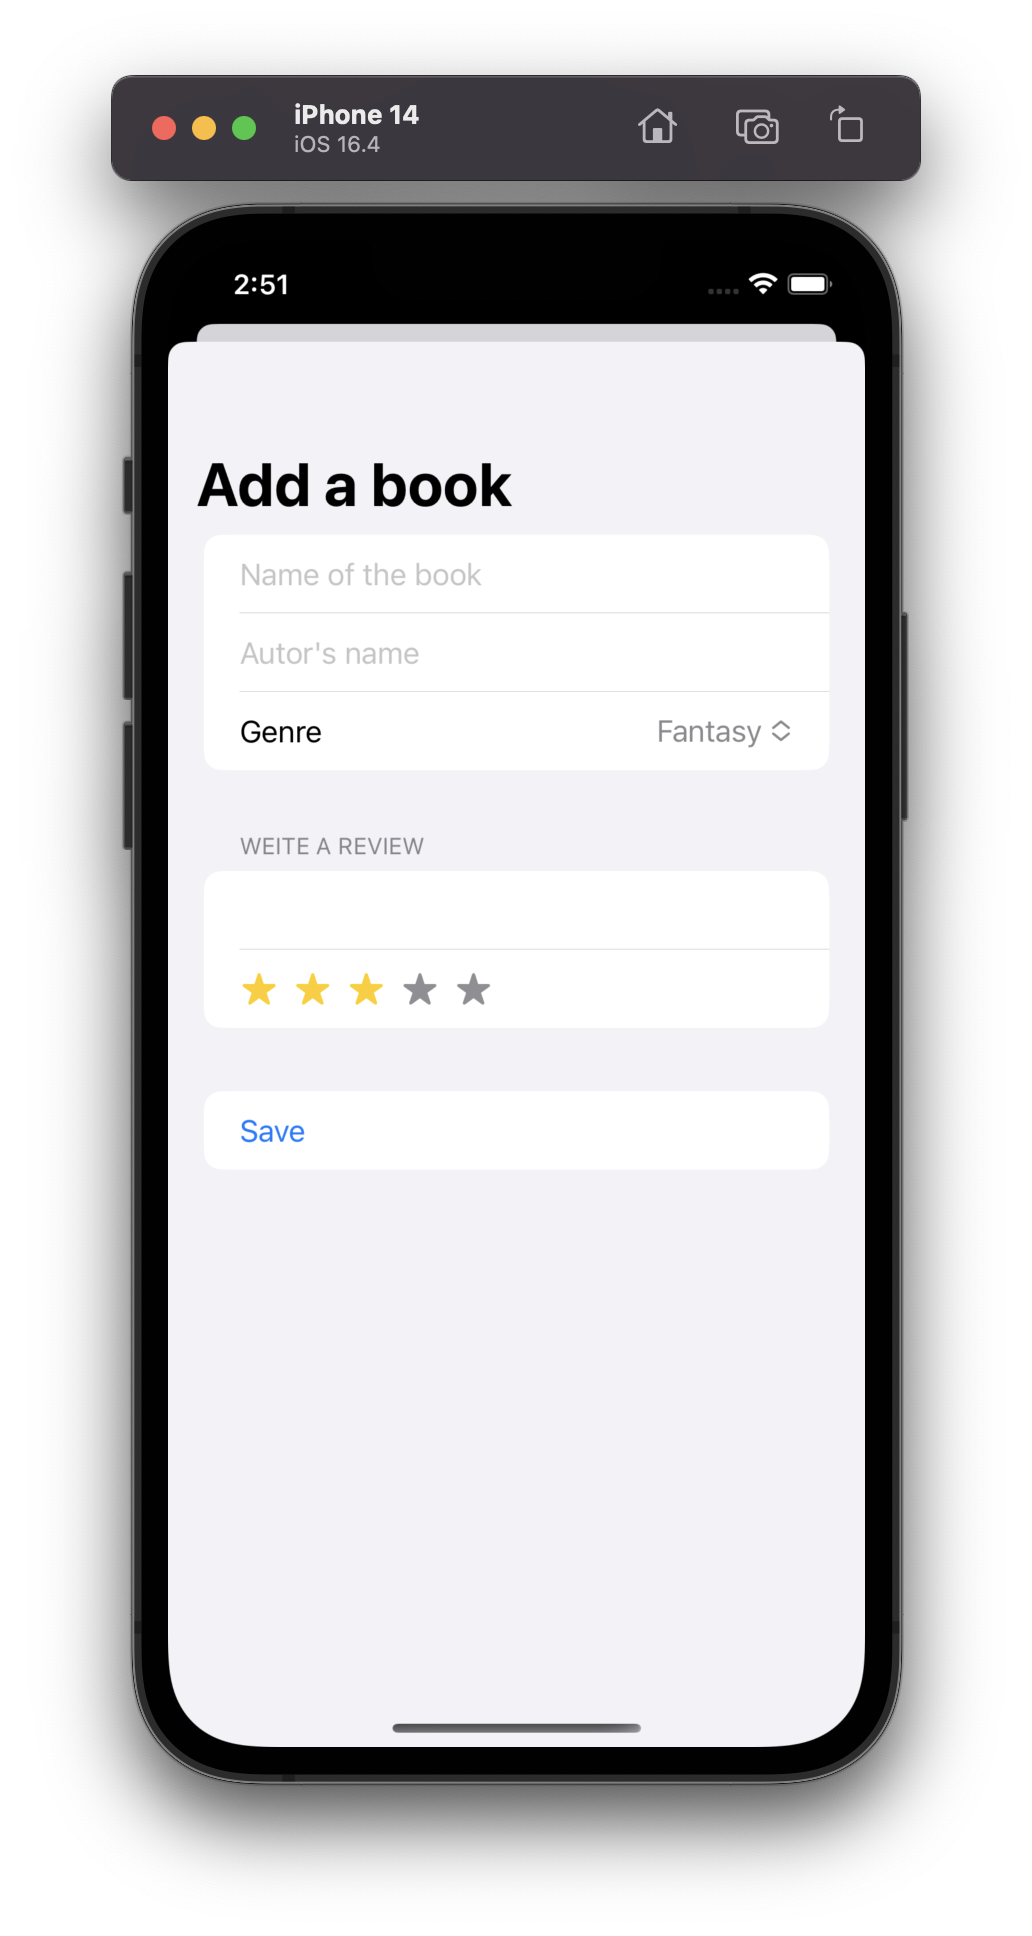 iPhone 14
iOS 16.4
2:51
Add a book
Name of the book
Autor's name
Genre Fantasy
WEITE A REVIEW
Save